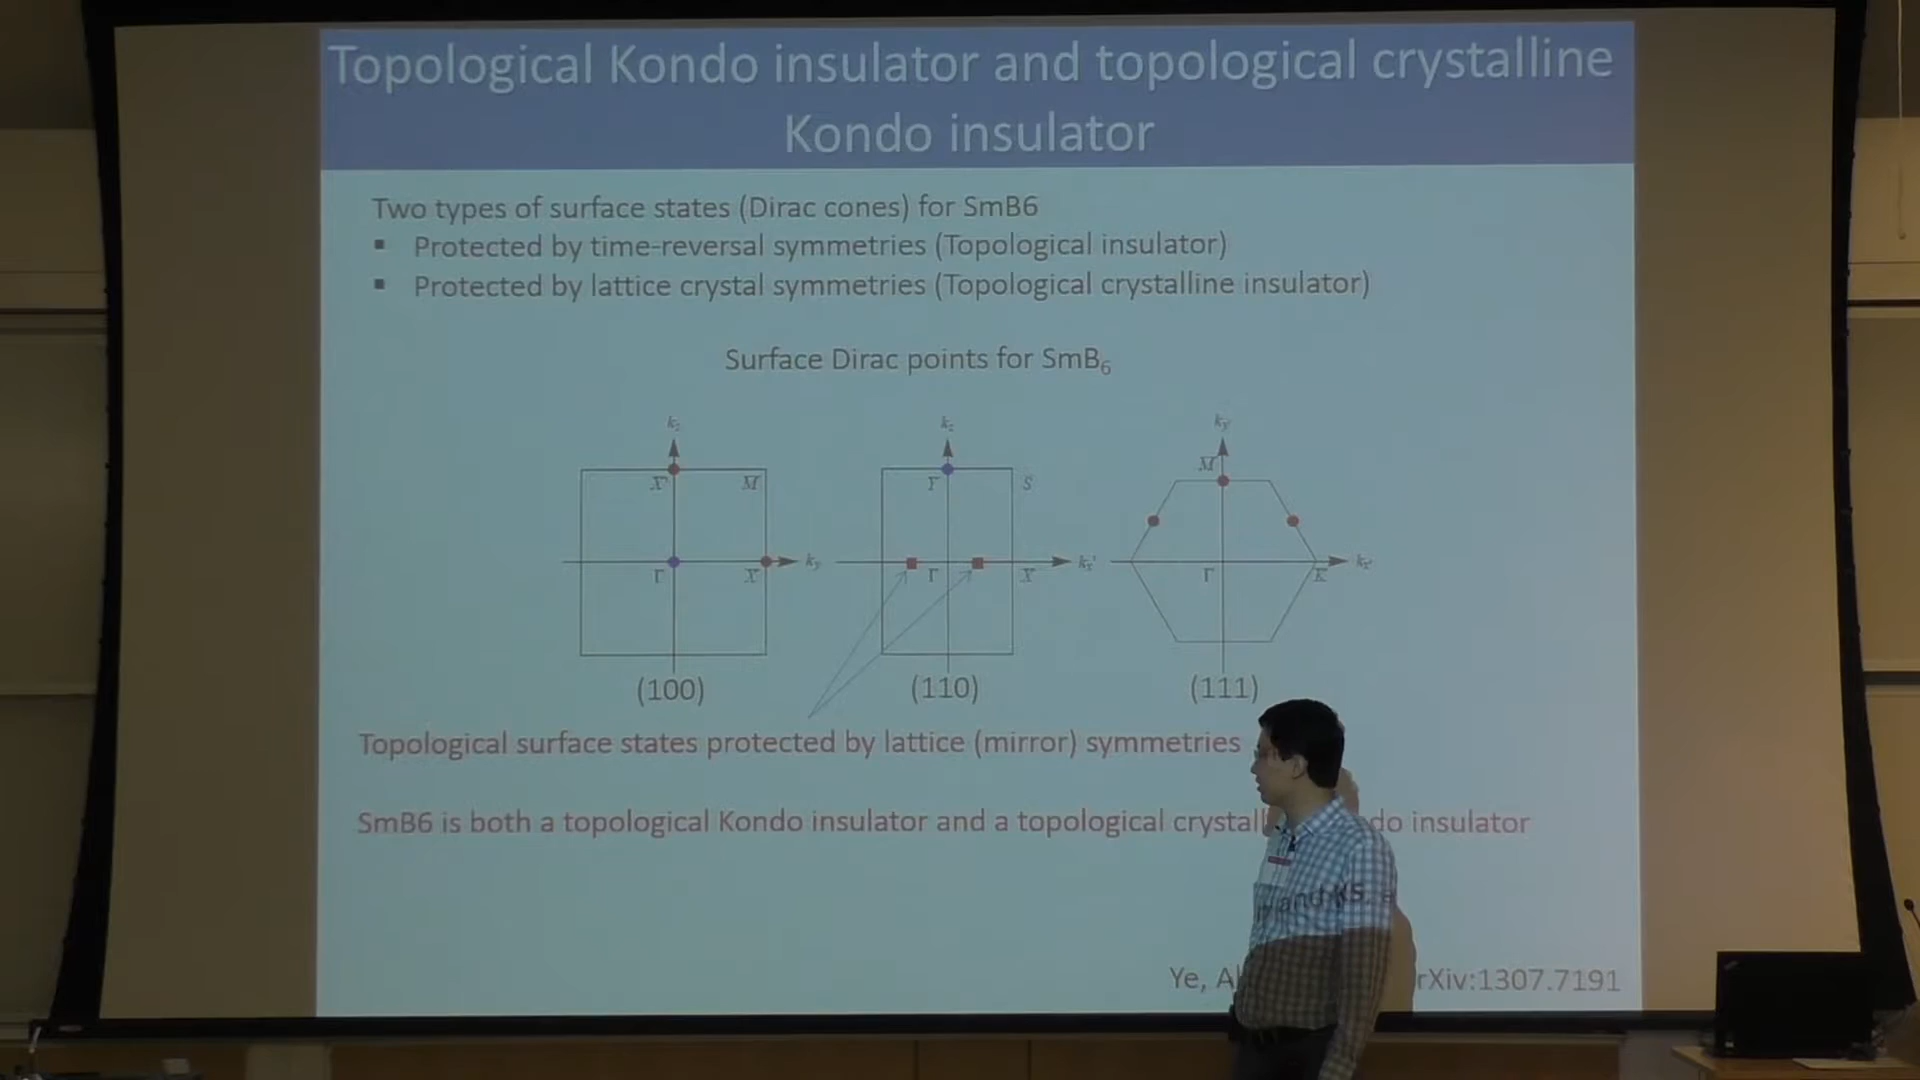 Topological Kondo insulator and topological crystalline
Kondo insulator
Two types of surface states (Dirac cones) for SmB6
▪ Protected by time-reversal symmetries (Topological insulator)
▪ Protected by lattice crystal symmetries (Topological crystalline insulator)
Surface Dirac points for SmB₆
k_z k_z k_y'
X̄ M̄ Ȳ S̄ M̄
k_y k_x' k_x'
Γ̄ X̄ Γ̄ X̄ Γ̄ K̄
(100) (110) (111)
Topological surface states protected by lattice (mirror) symmetries
SmB6 is both a topological Kondo insulator and a topological do insulator
and KS, a
Ye, rXiv:1307.7191